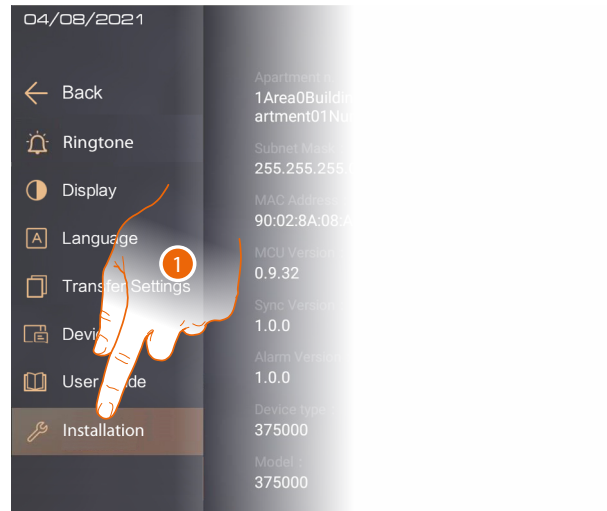 04/08/2021
Back
Ringtone
Display
Language
Transfer Settings
User
Installation
1
Apartment n
1Area0Buildin
artment01Nu
Subnet Mask
255.255.255
MAC Address
90:02:8A:08:A
MCU Version
0.9.32
Sync Version
1.0.0
Alarm Version
1.0.0
Device type
375000
Model :
375000